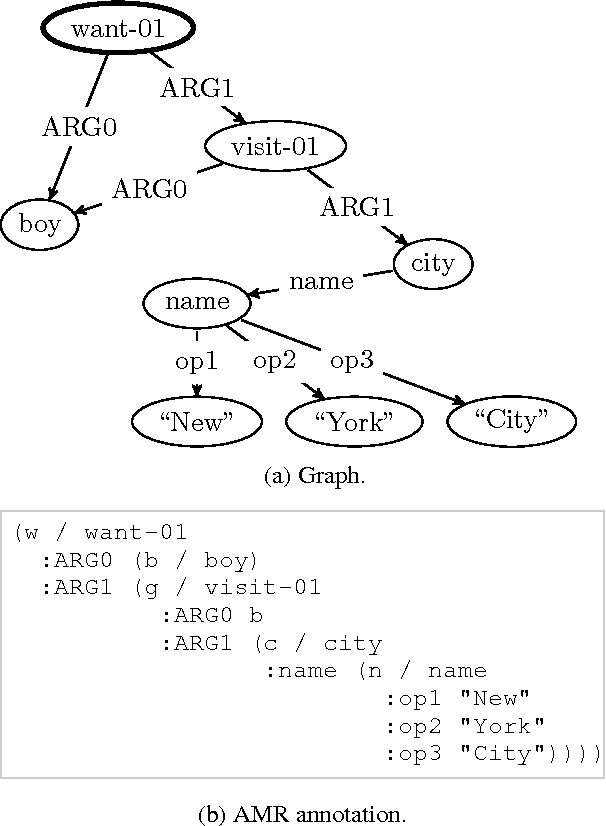 want-01
ARG1
ARG0
visit-01
ARG0
ARG1
boy
city
name
name
op1 op2 op3
“New” “York” “City”
(a) Graph.
(w / want-01
:ARG0 (b / boy)
:ARG1 (g / visit-01
:ARG0 b
:ARG1 (c / city
:name (n / name
:op1 "New"
:op2 "York"
:op3 "City"))))
(b) AMR annotation.